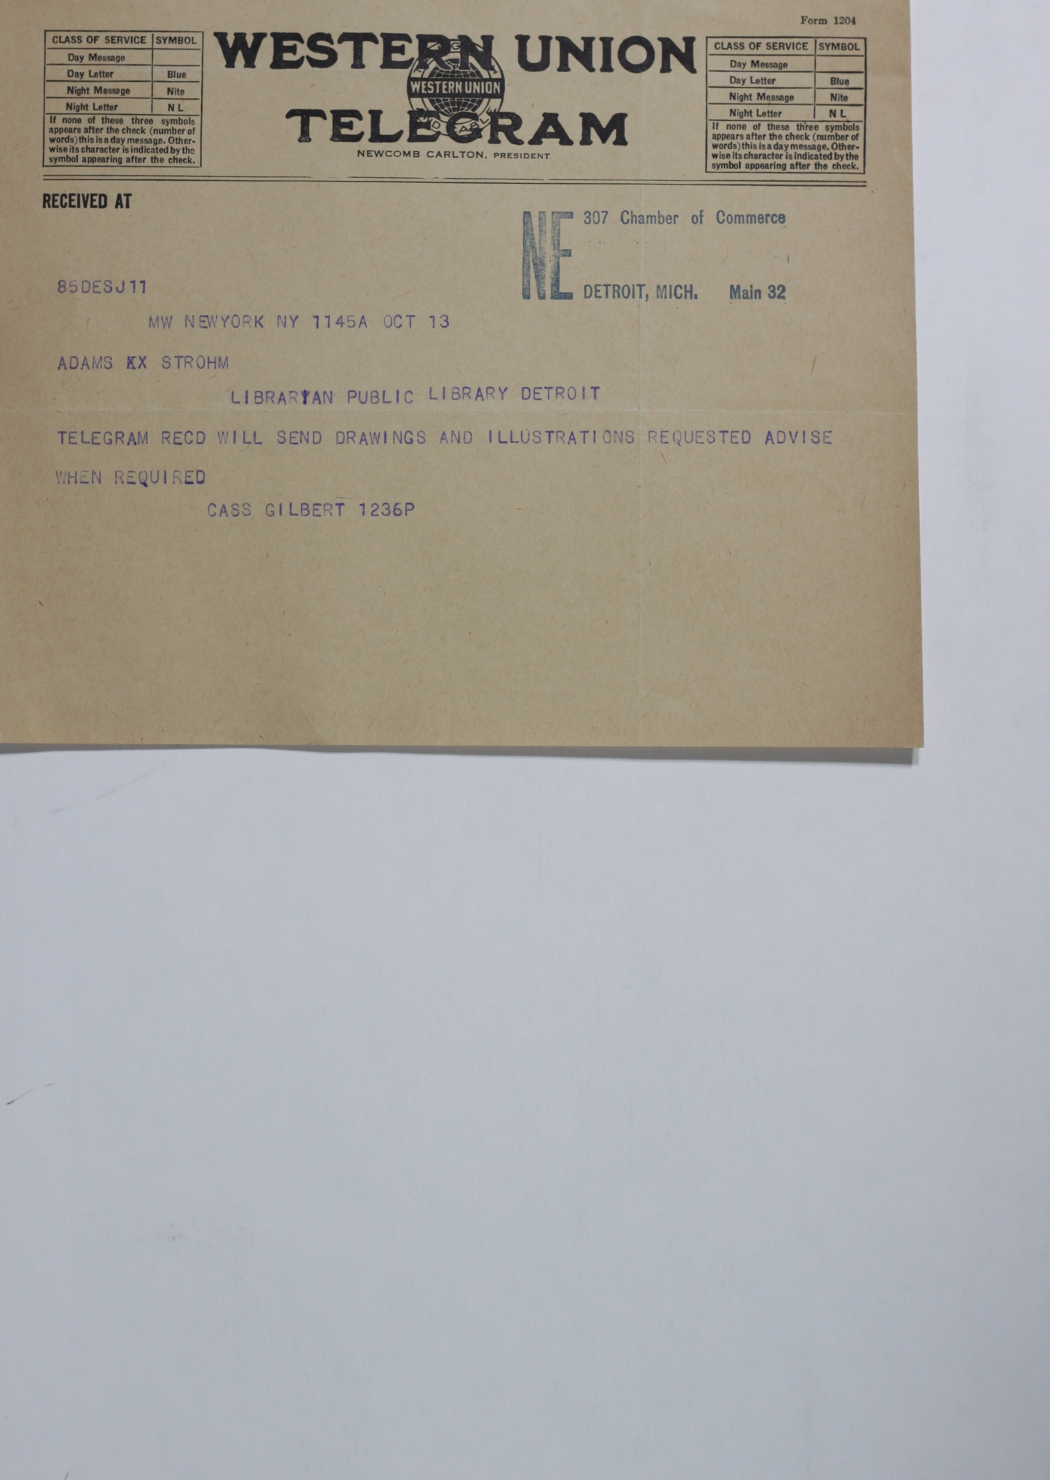 Form 1204
CLASS OF SERVICE SYMBOL
Day Message
Day Letter Blue
Night Message Nite
Night Letter N L
If none of these three symbols
appears after the check (number of
words) this is a day message. Other-
wise its character is indicated by the
symbol appearing after the check.
WESTERN UNION
WESTERN UNION
TELEGRAM
NEWCOMB CARLTON, PRESIDENT
CLASS OF SERVICE SYMBOL
Day Message
Day Letter Blue
Night Message Nite
Night Letter N L
If none of these three symbols
appears after the check (number of
words) this is a day message. Other-
wise its character is indicated by the
symbol appearing after the check.
RECEIVED AT
NE 307 Chamber of Commerce
DETROIT, MICH. Main 32
85DESJ11
MW NEWYORK NY 1145A OCT 13
ADAMS XX STROHM
LIBRARIAN PUBLIC LIBRARY DETROIT
TELEGRAM RECD WILL SEND DRAWINGS AND ILLUSTRATIONS REQUESTED ADVISE
WHEN REQUIRED
CASS GILBERT 1236P